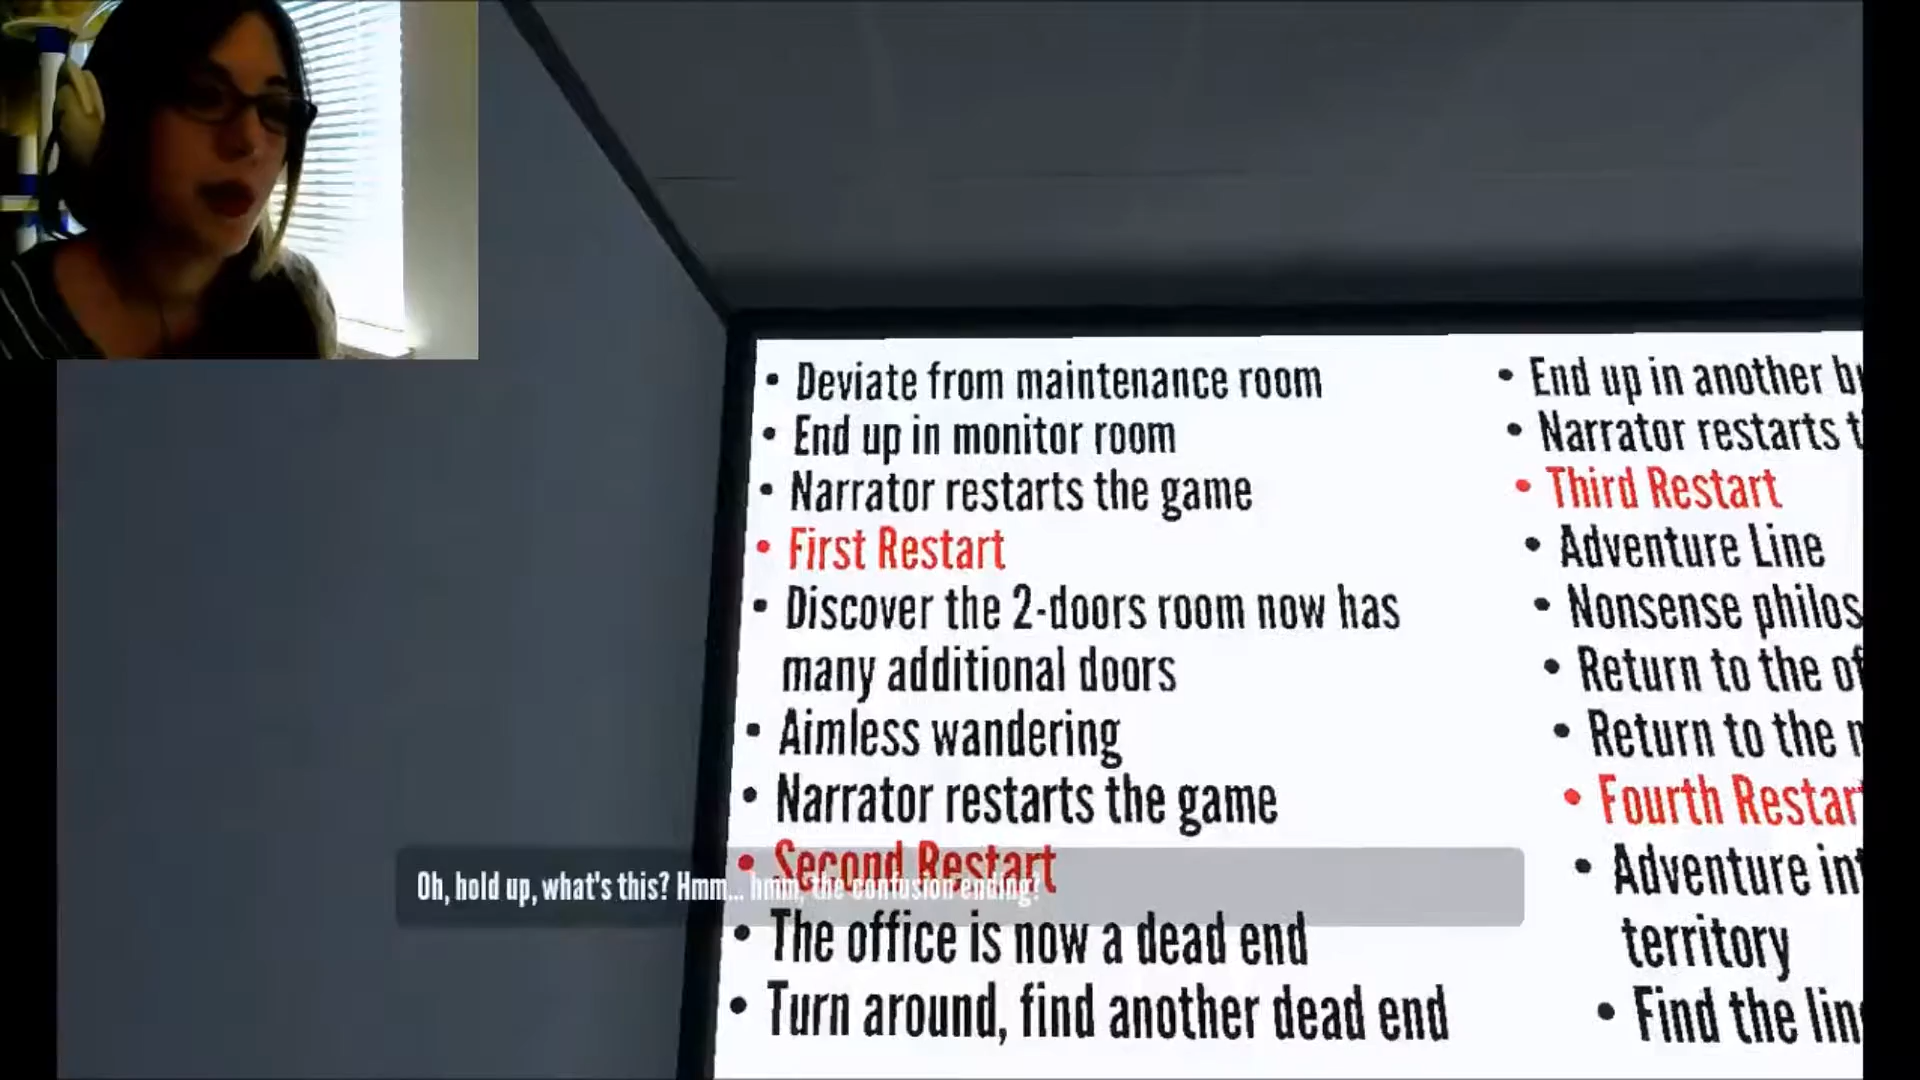 • Deviate from maintenance room
• End up in monitor room
• Narrator restarts the game
• First Restart
• Discover the 2-doors room now has
many additional doors
• Aimless wandering
• Narrator restarts the game
• Second Restart
• The office is now a dead end
• Turn around, find another dead end
• End up in another
• Narrator restarts
• Third Restart
• Adventure Line
• Nonsense
• Return to the
• Return to the
• Fourth
• Adventure
territory
• Find the
Oh, hold up, what's this? Hmm... hmm, the confusion ending?